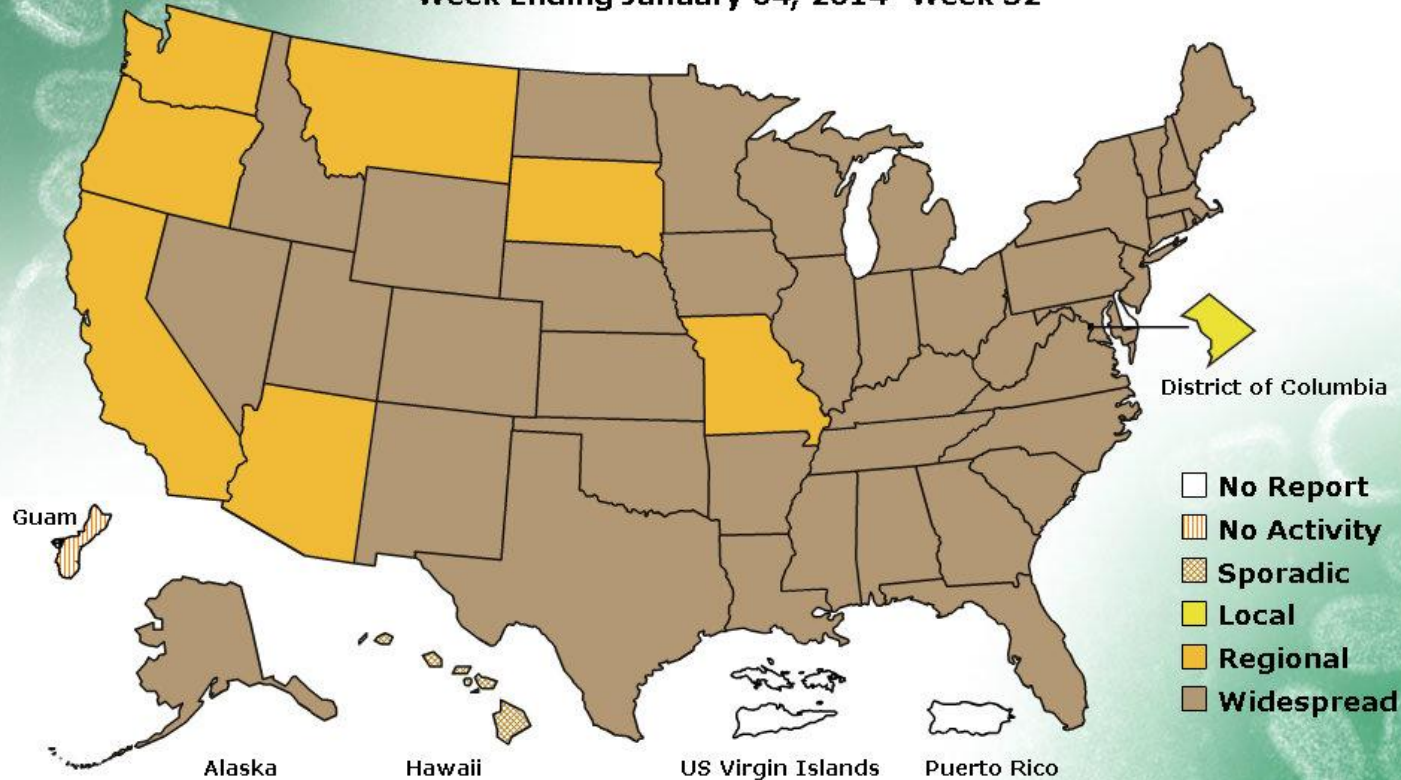 Week Ending January 04, 2014- Week 52
District of Columbia
No Report
Guam
No Activity
Sporadic
Local
Regional
Widespread
Alaska
Hawaii
US Virgin Islands
Puerto Rico